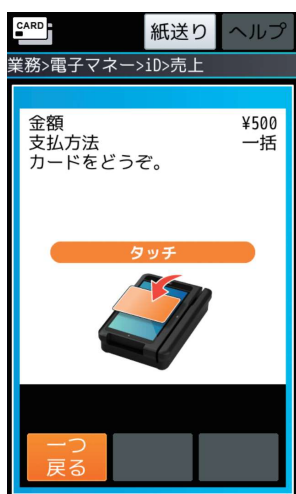 CARD
紙送り ヘルプ
業務>電子マネー>iD>売上
金額 ¥500
支払方法 一括
カードをどうぞ。
タッチ
一つ
戻る